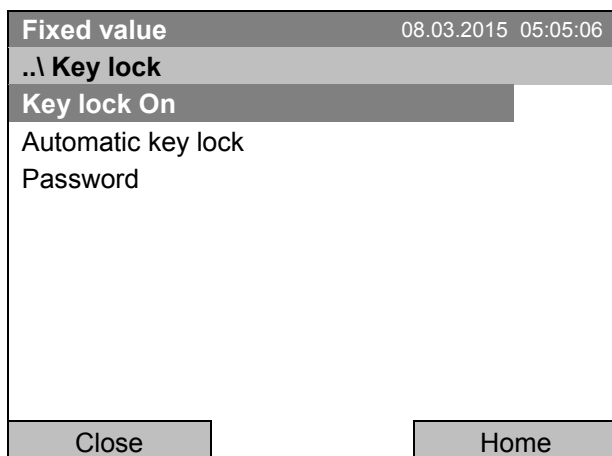 Fixed value 08.03.2015 05:05:06
..\ Key lock
Key lock On
Automatic key lock
Password
Close Home